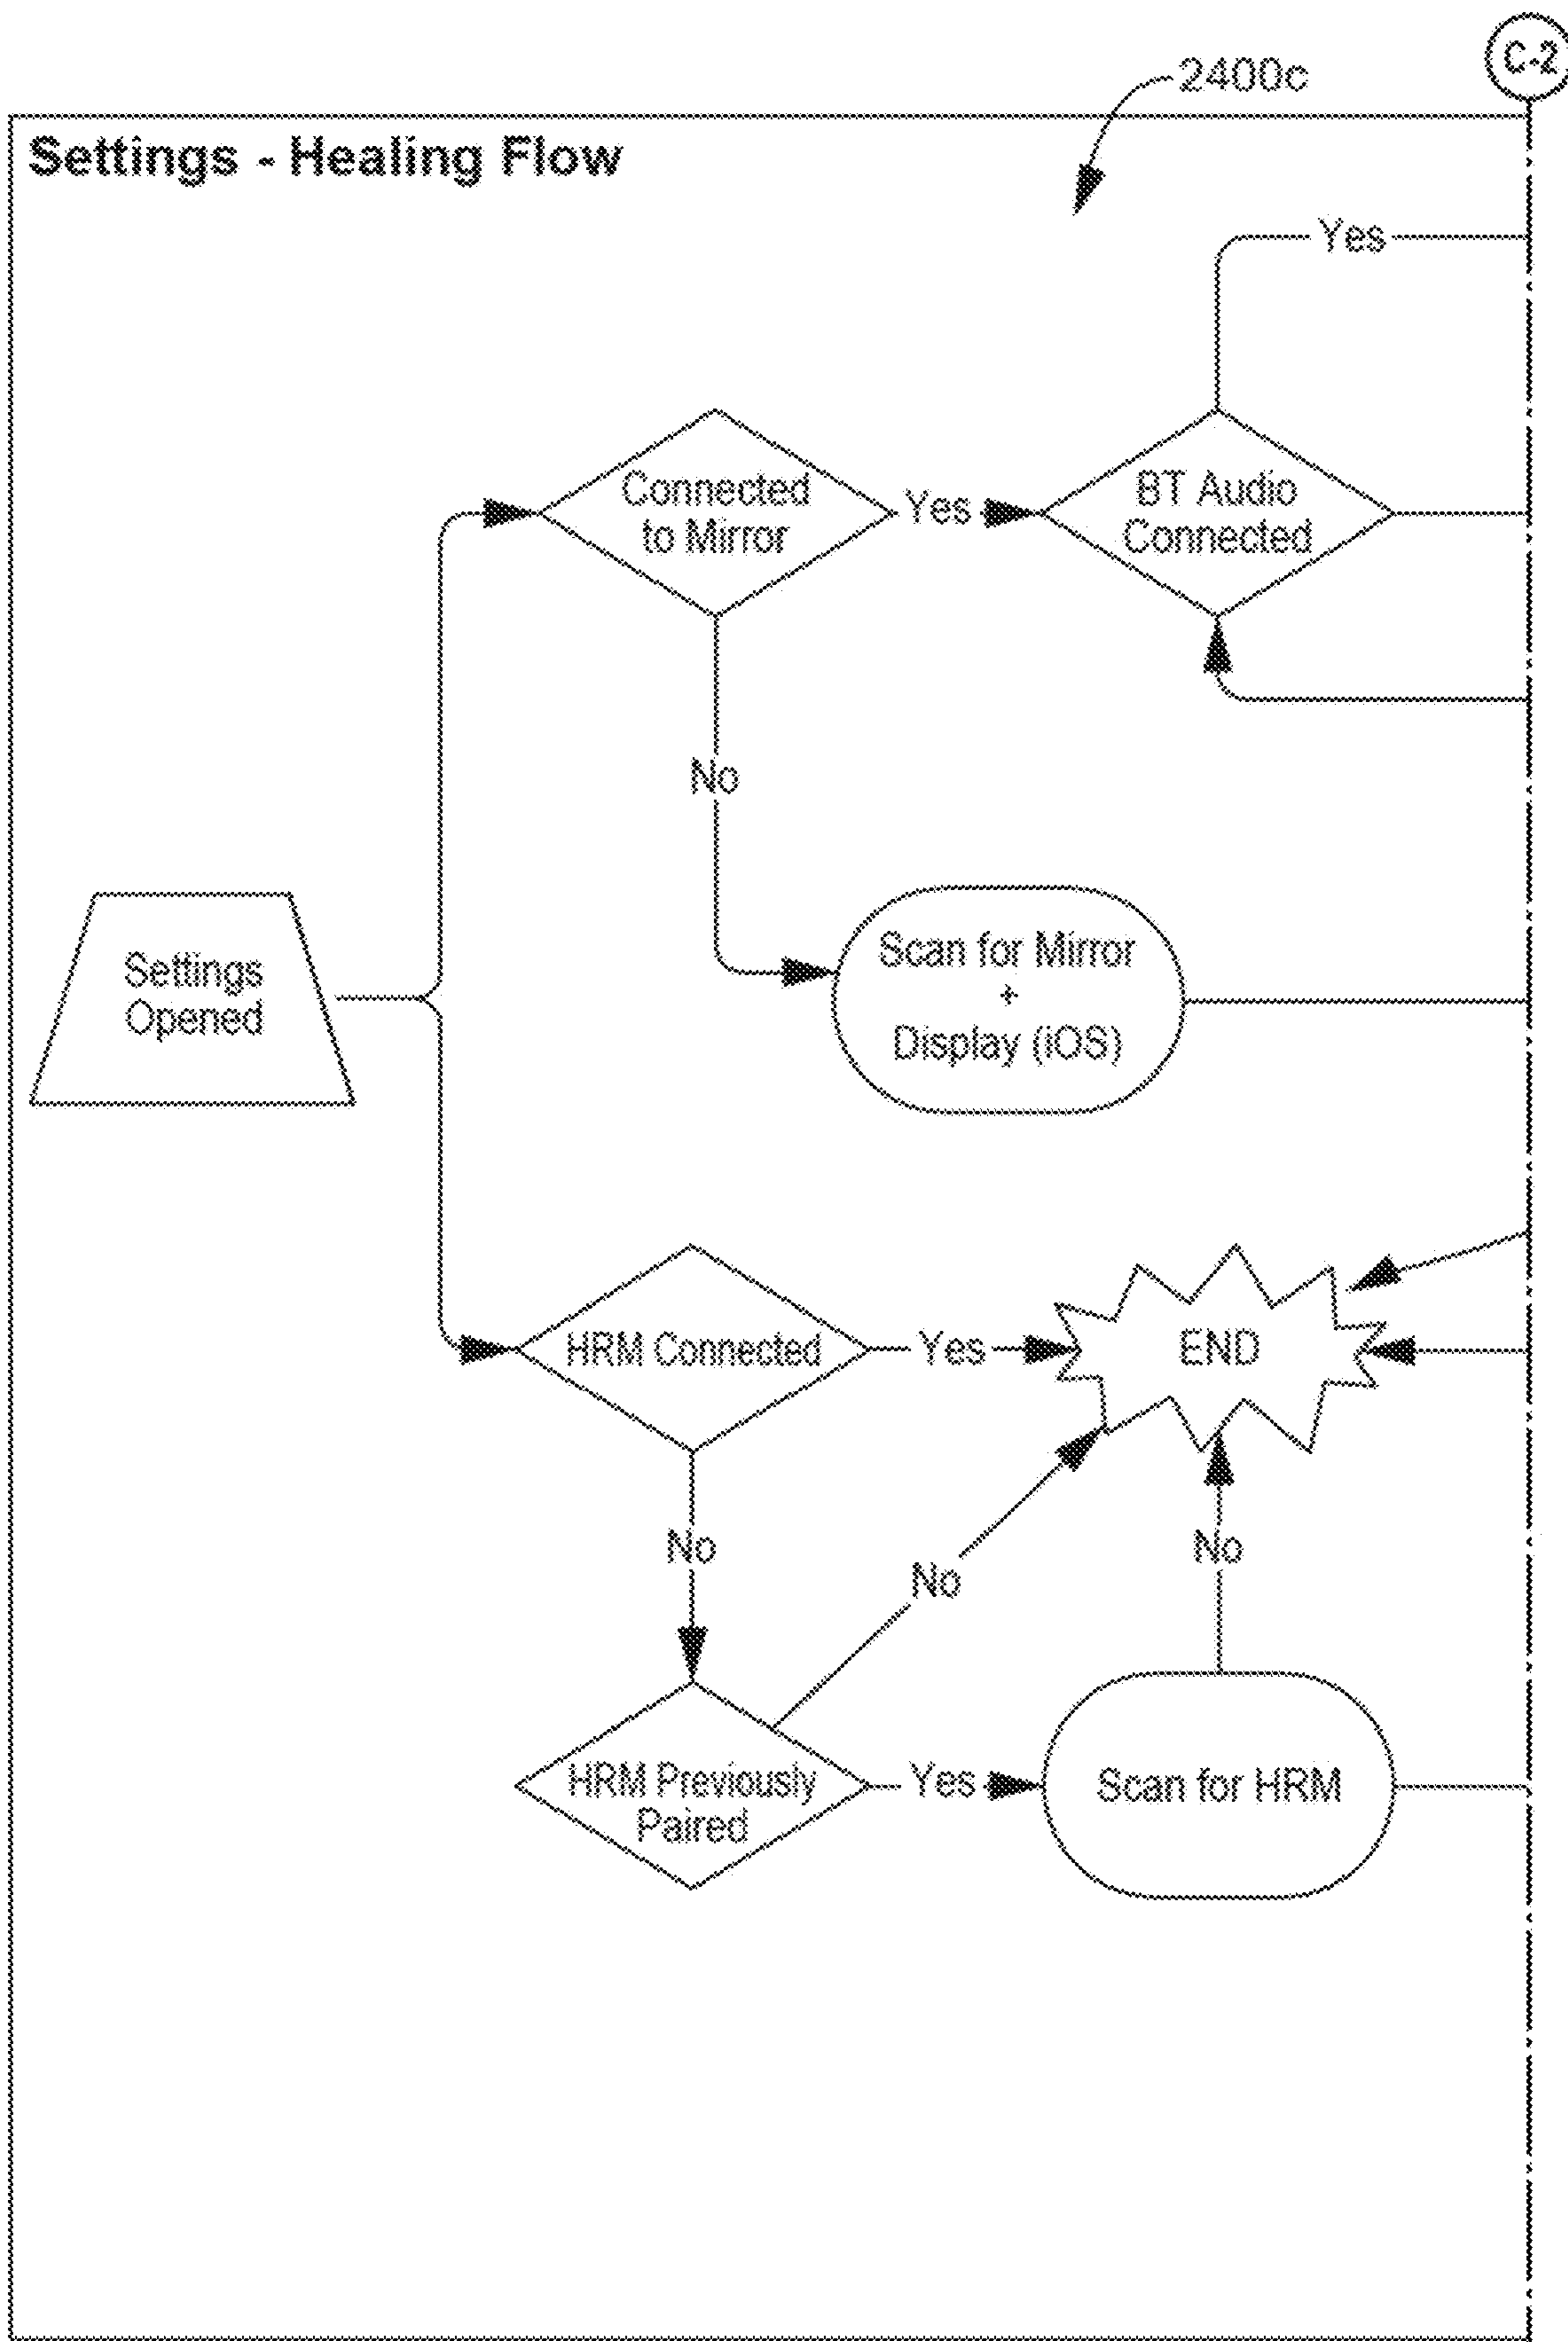 C-2
2400c
Settings - Healing Flow
Yes
Connected
to Mirror
Yes
BT Audio
Connected
No
Settings
Opened
Scan for Mirror
+
Display (iOS)
HRM Connected
Yes
END
No
No
No
HRM Previously
Paired
Yes
Scan for HRM